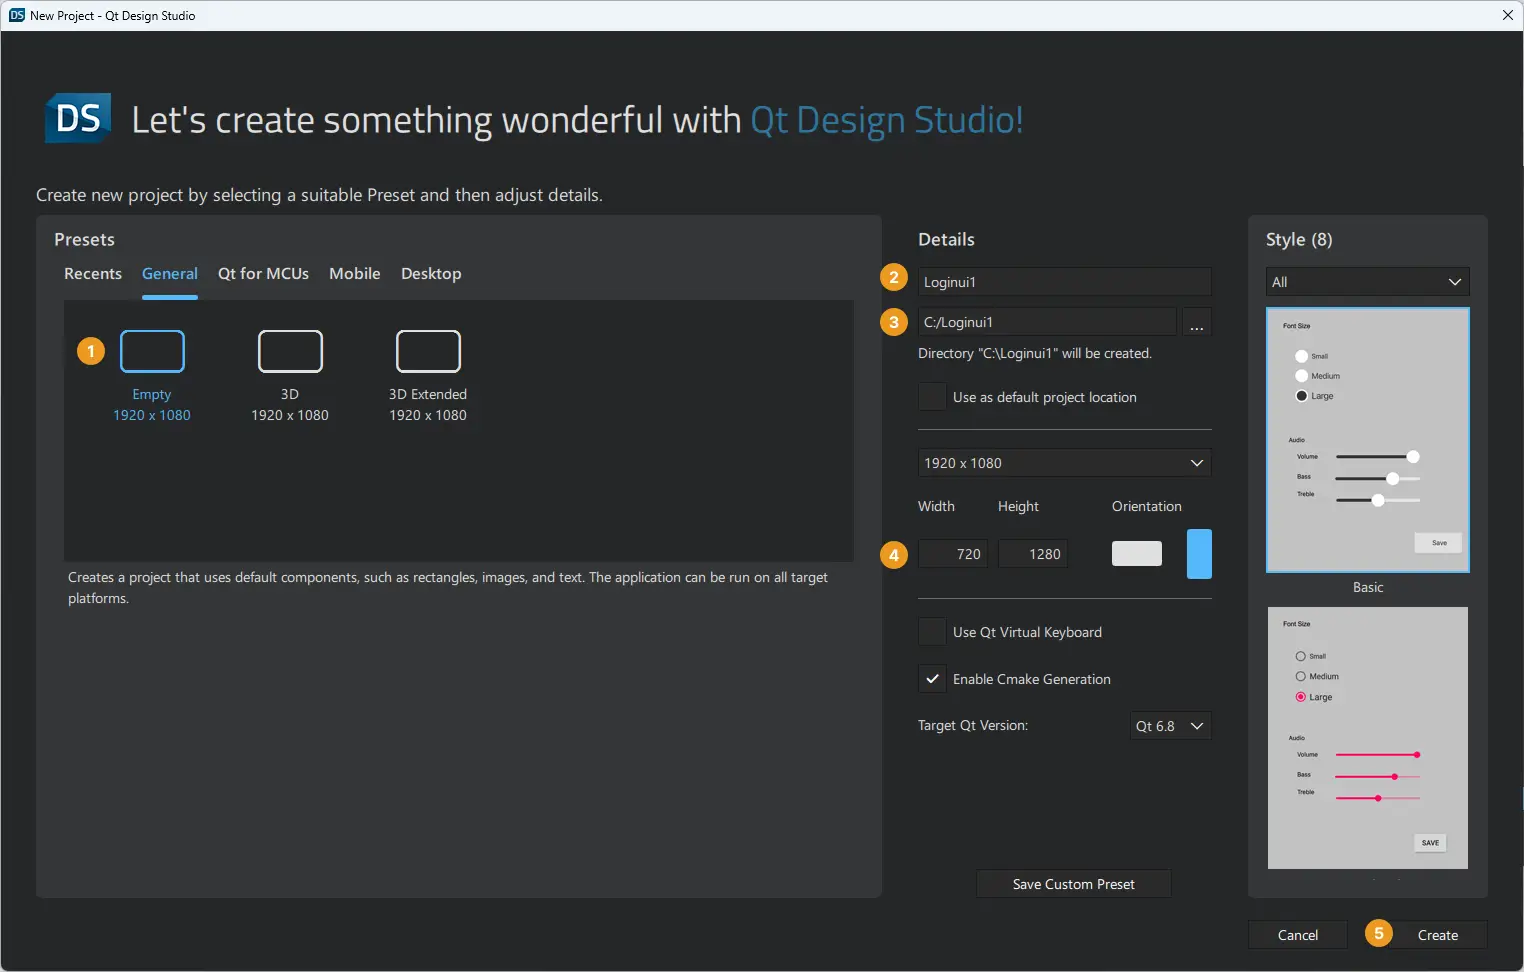 DS New Project - Qt Design Studio
DS Let's create something wonderful with Qt Design Studio!
Create new project by selecting a suitable Preset and then adjust details.
Presets
Recents General Qt for MCUs Mobile Desktop
1
Empty
1920 x 1080
3D
1920 x 1080
3D Extended
1920 x 1080
Creates a project that uses default components, such as rectangles, images, and text. The application can be run on all target
platforms.
Details
2 Loginui1
3 C:/Loginui1 ...
Directory "C:\Loginui1" will be created.
Use as default project location
1920 x 1080
Width Height Orientation
4 720 1280
Use Qt Virtual Keyboard
Enable Cmake Generation
Target Qt Version: Qt 6.8
Save Custom Preset
Style (8)
All
Font Size
Small
Medium
Large
Audio
Volume
Bass
Treble
Save
Basic
Font Size
Small
Medium
Large
Audio
Volume
Bass
Treble
SAVE
Cancel 5 Create